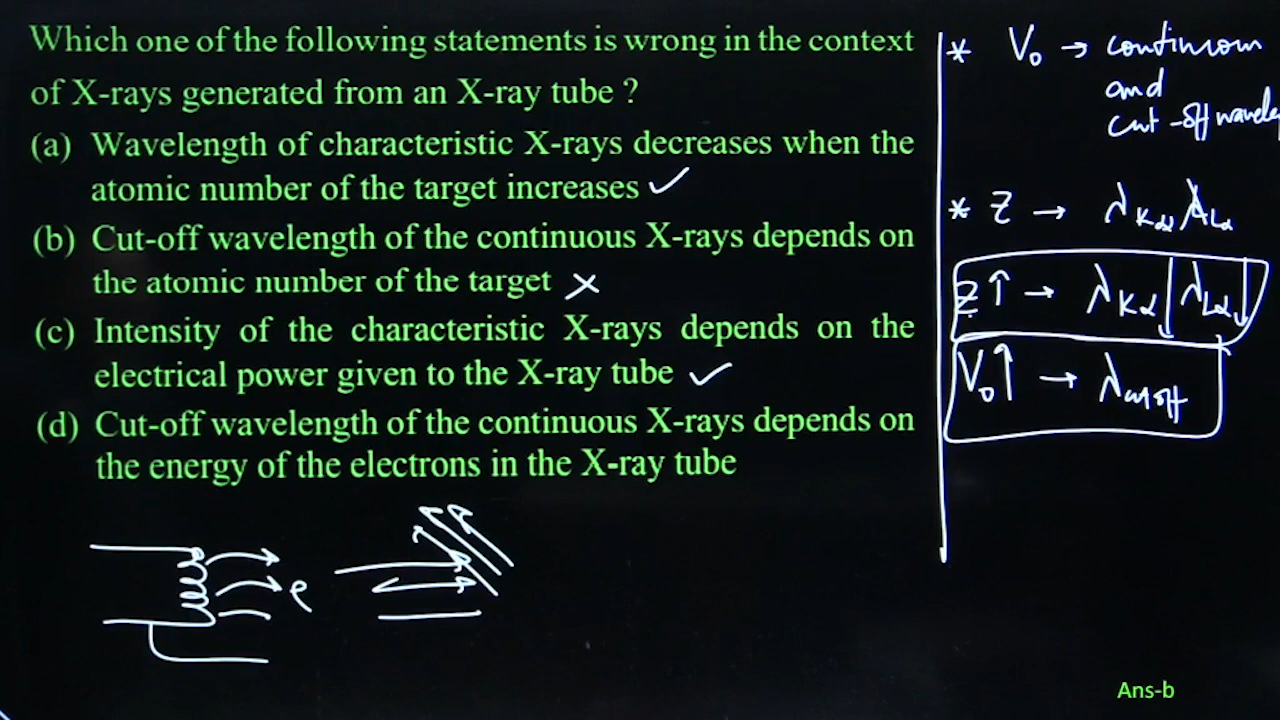 Which one of the following statements is wrong in the context
of X-rays generated from an X-ray tube ?
(a) Wavelength of characteristic X-rays decreases when the
atomic number of the target increases ✓
(b) Cut-off wavelength of the continuous X-rays depends on
the atomic number of the target ×
(c) Intensity of the characteristic X-rays depends on the
electrical power given to the X-ray tube ✓
(d) Cut-off wavelength of the continuous X-rays depends on
the energy of the electrons in the X-ray tube
e
* V₀ → continuous
and
cut-off wavele
* Z → λKα λLα
Z↑ → λKα↓ λLα↓
V₀↑ → λcutoff
Ans-b